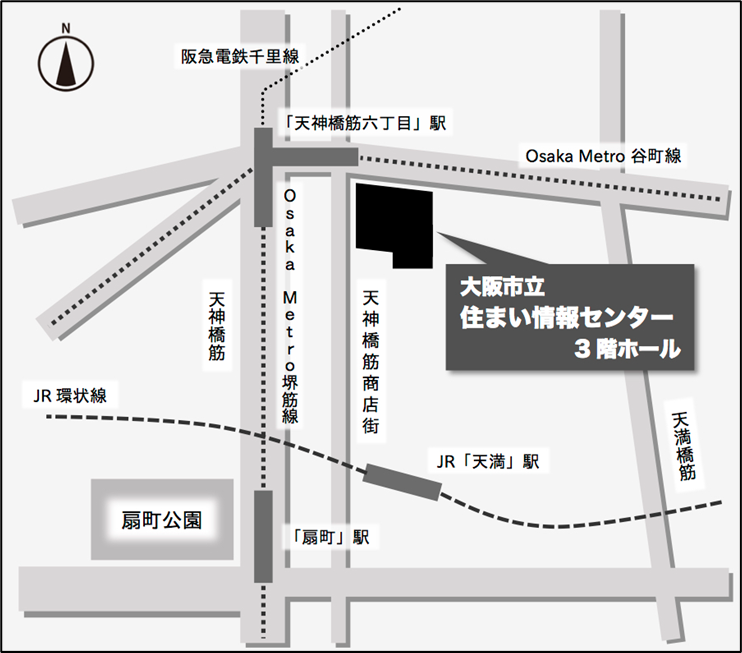 N
阪急電鉄千里線
「天神橋筋六丁目」駅
Osaka Metro 谷町線
Osaka Metro堺筋線
天神橋筋
天神橋筋商店街
大阪市立
住まい情報センター
3階ホール
JR環状線
天満橋筋
JR「天満」駅
扇町公園
「扇町」駅